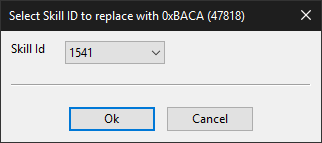 Select Skill ID to replace with 0xBACA (47818)
Skill Id 1541
Ok Cancel